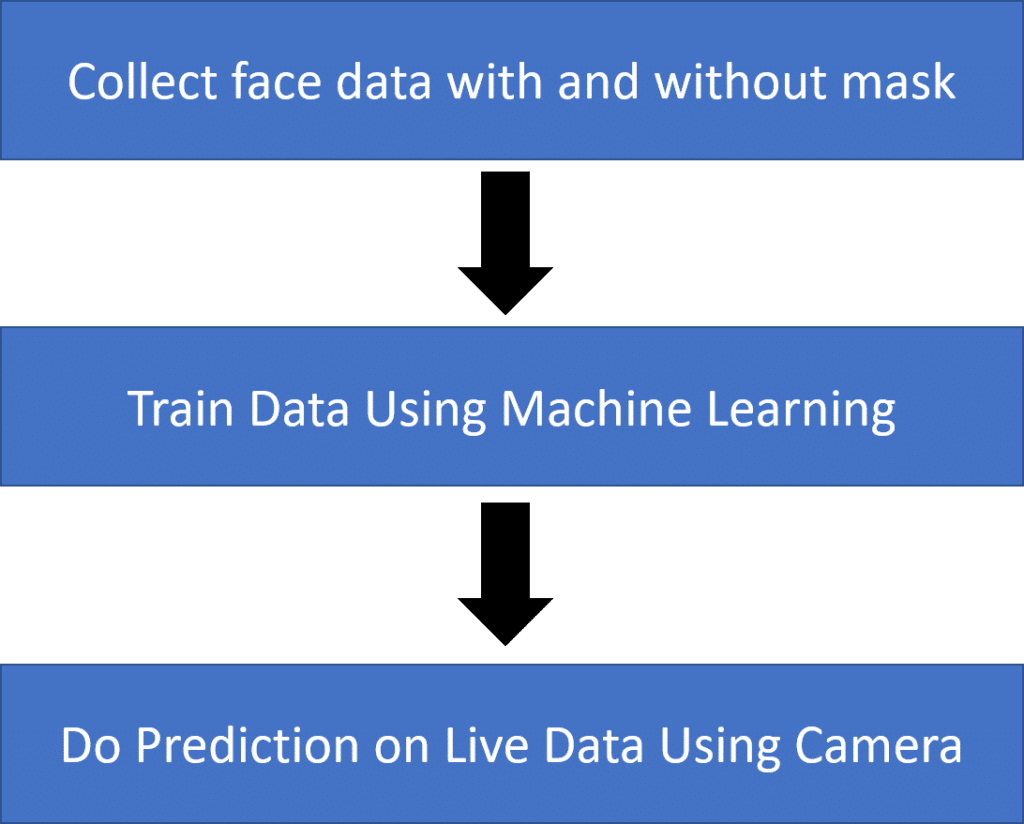 Collect face data with and without mask
Train Data Using Machine Learning
Do Prediction on Live Data Using Camera